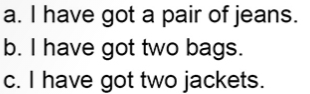 a. I have got a pair of jeans.
b. I have got two bags.
c. I have got two jackets.